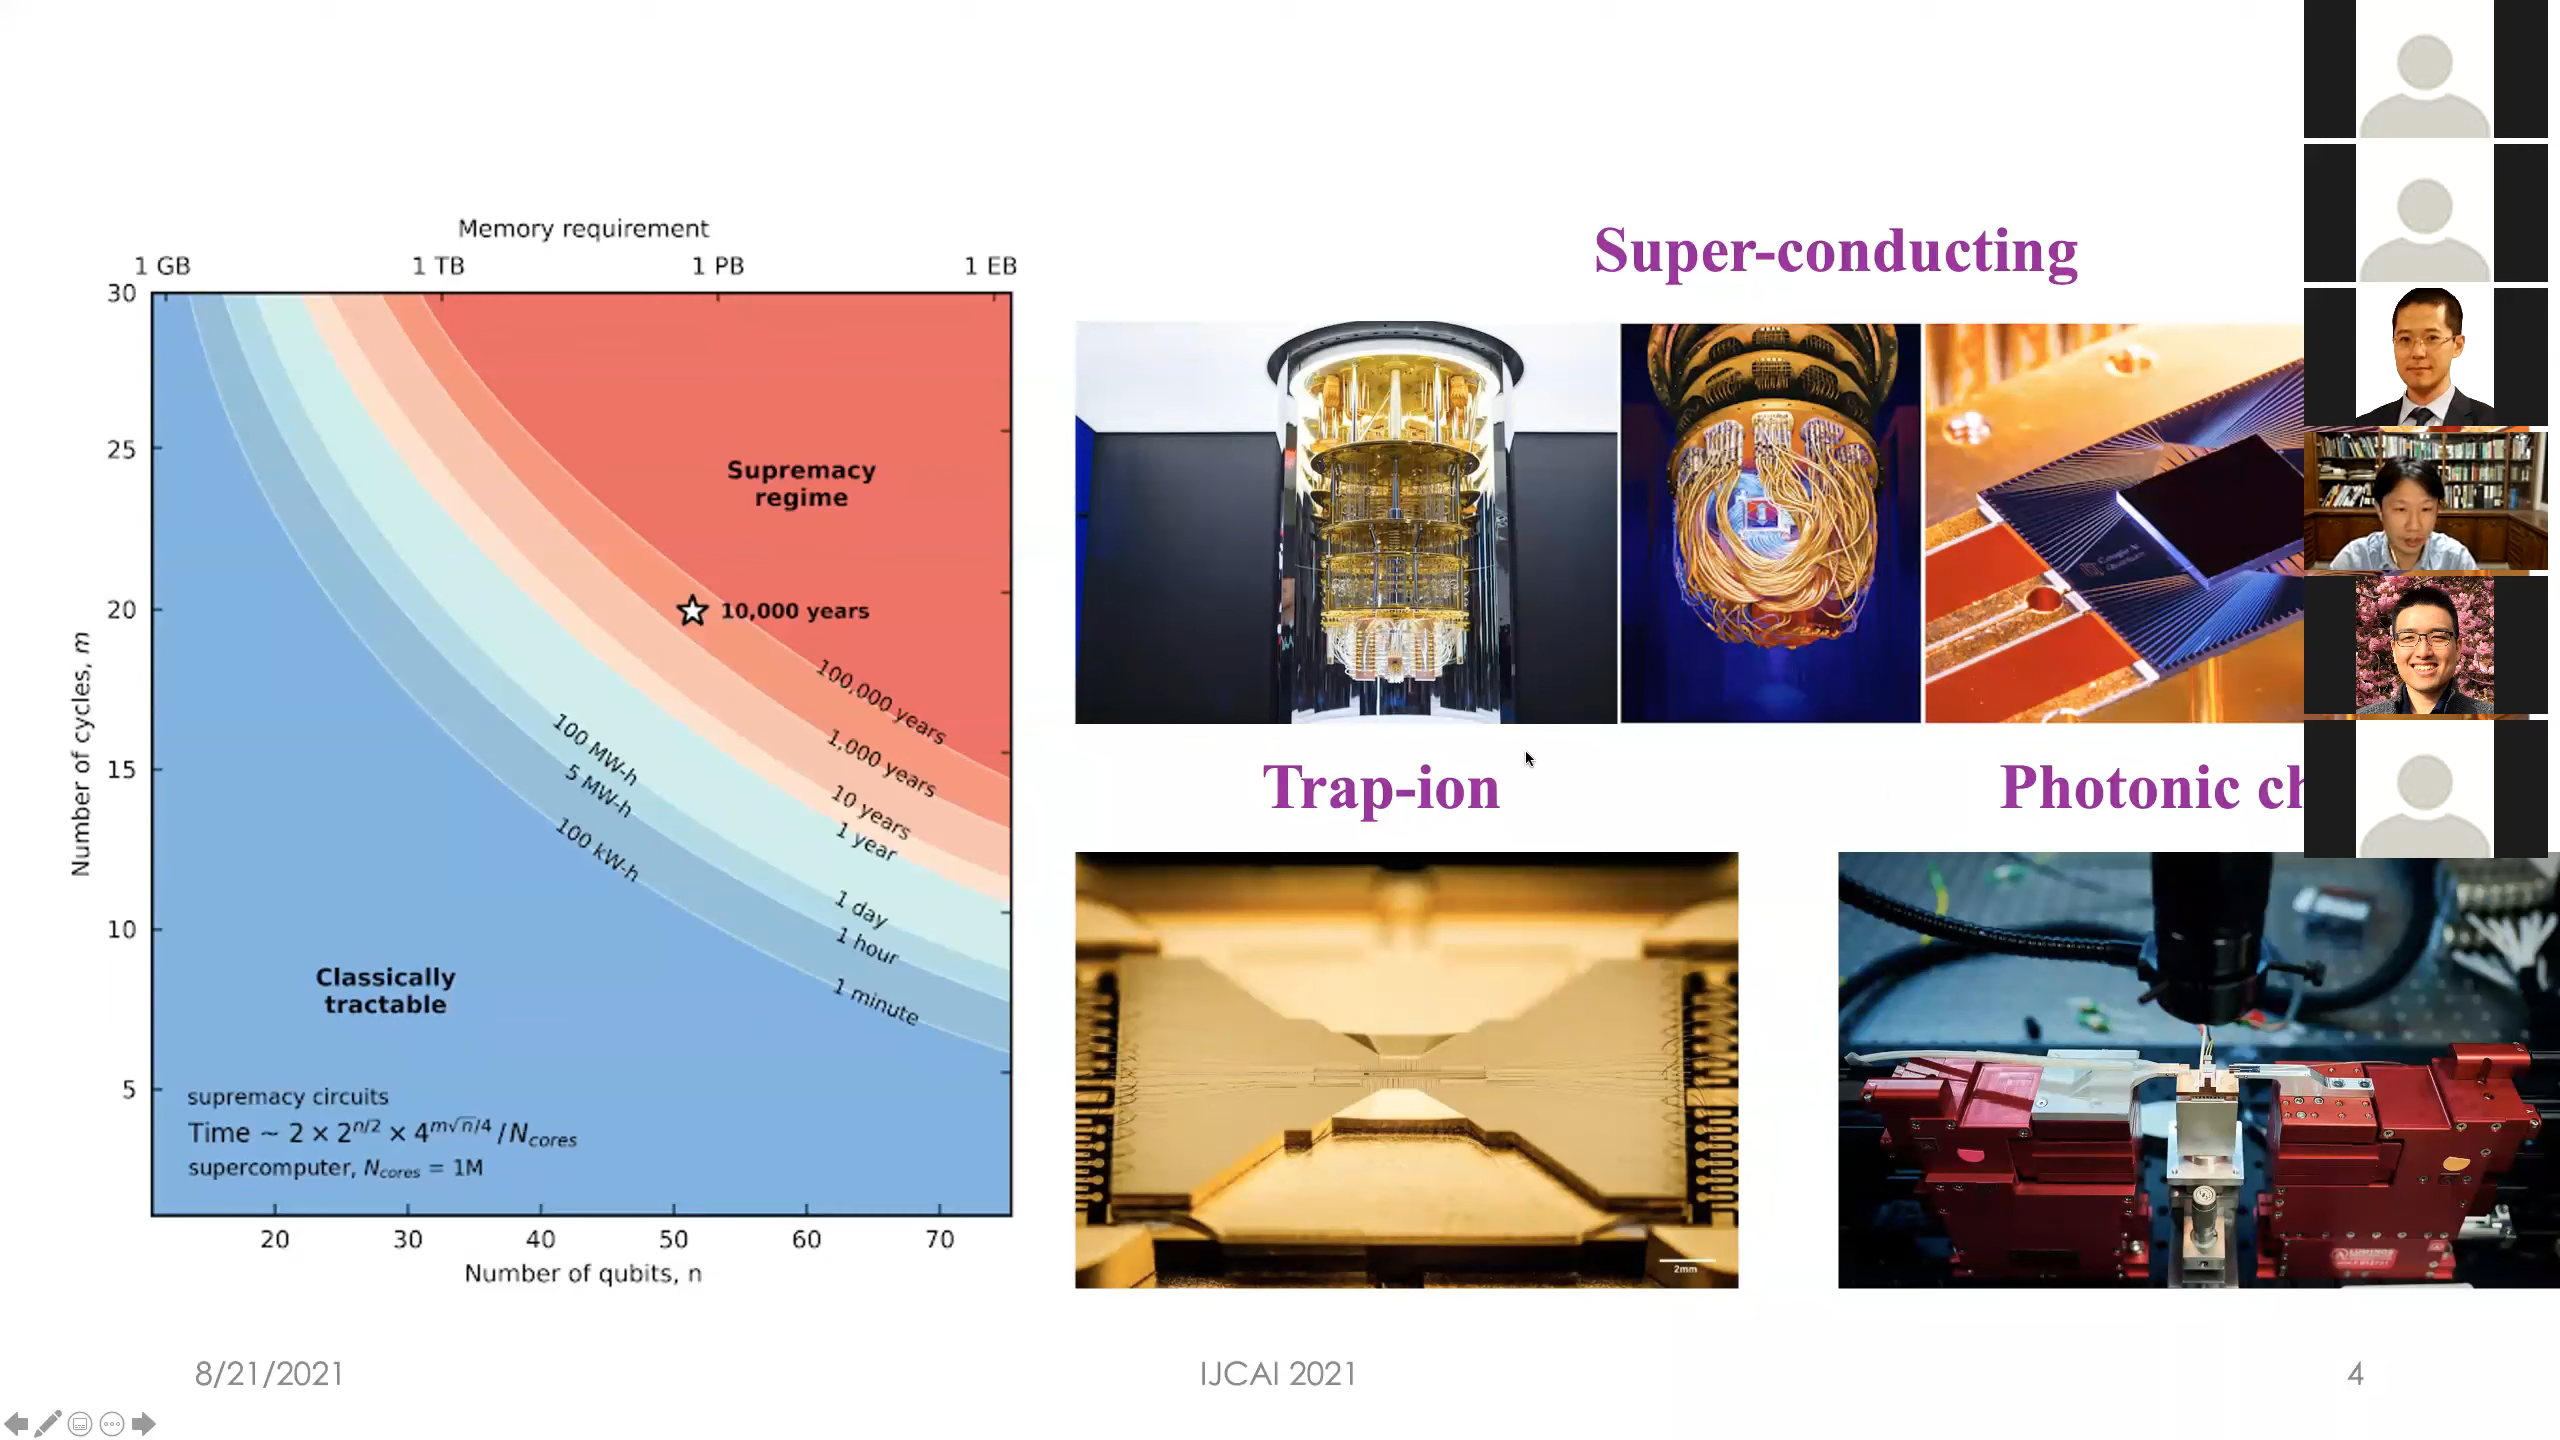 Memory requirement
1 GB 1 TB 1 PB 1 EB
30
25
20
15
10
5
Number of cycles, m
Supremacy
regime
10,000 years
100,000 years
1,000 years
10 years
1 year
1 day
1 hour
1 minute
100 MW-h
5 MW-h
100 kW-h
Classically
tractable
supremacy circuits
Time ~ 2 × 2^{n/2} × 4^{m√n/4}/N_{cores}
supercomputer, N_{cores} = 1M
20 30 40 50 60 70
Number of qubits, n
Super-conducting
Trap-ion
Photonic ch
2mm
8/21/2021
IJCAI 2021
4